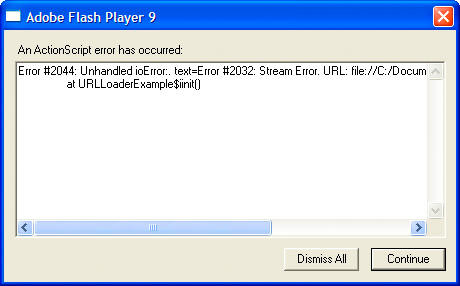 Adobe Flash Player 9
An ActionScript error has occurred:
Error #2044: Unhandled ioError:. text=Error #2032: Stream Error. URL: file://C:/Docum
at URLLoaderExample$iinit()
Dismiss All Continue